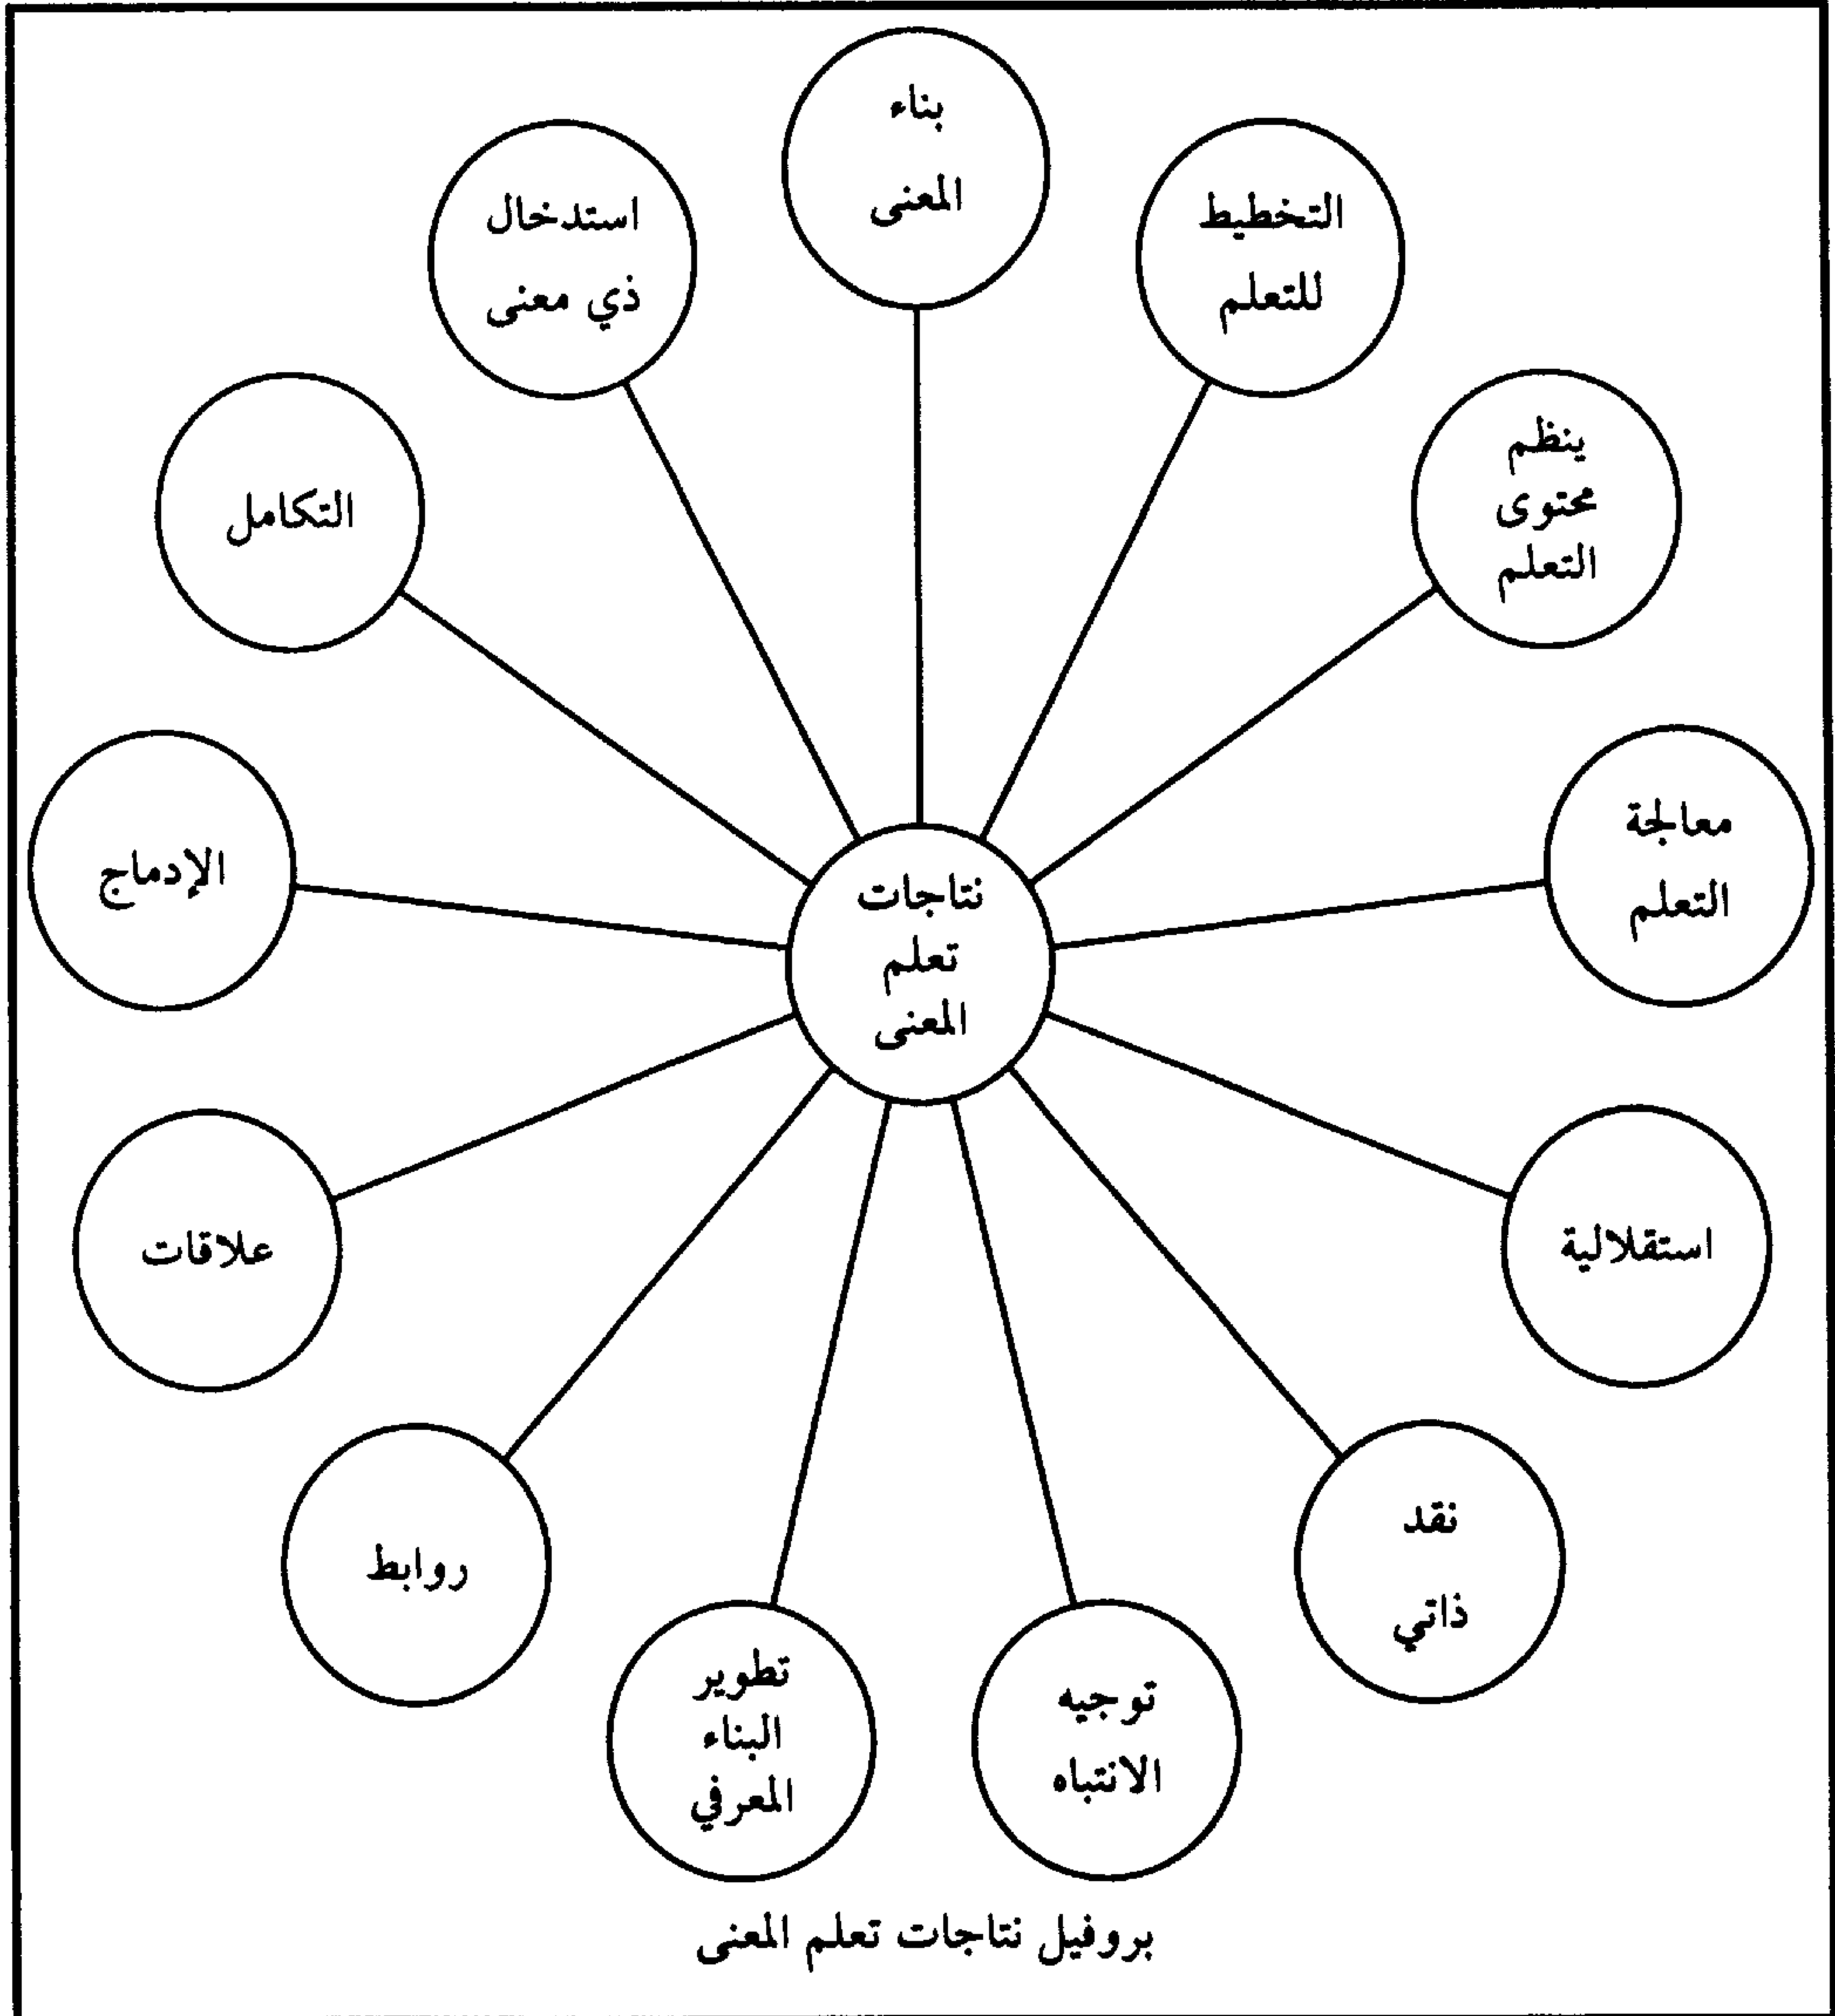 بناء
المعنى
التخطيط
للتعلم
ينظم
محتوى
التعلم
معالجة
التعلم
استقلالية
نقد
ذاتي
توجيه
الانتباه
تطوير
البناء
المعرفي
روابط
علاقات
الإدماج
التكامل
استدخال
ذي معنى
نتاجات
تعلم
المعنى
بروفيل نتاجات تعلم المعنى